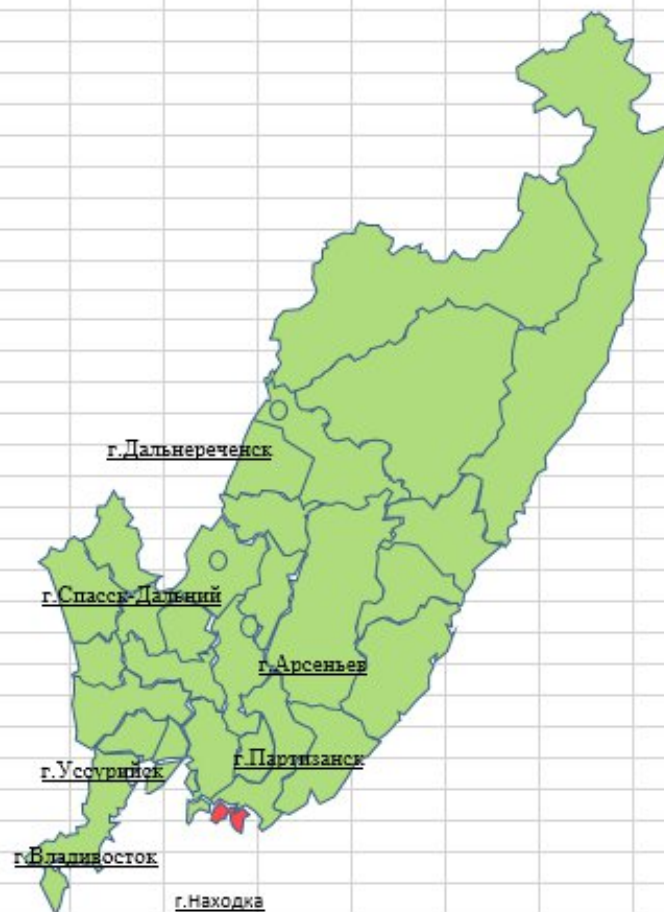 г.Дальнереченск
г.Спасск-Дальний
г.Арсеньев
г.Партизанск
г.Уссурийск
г.Владивосток
г.Находка